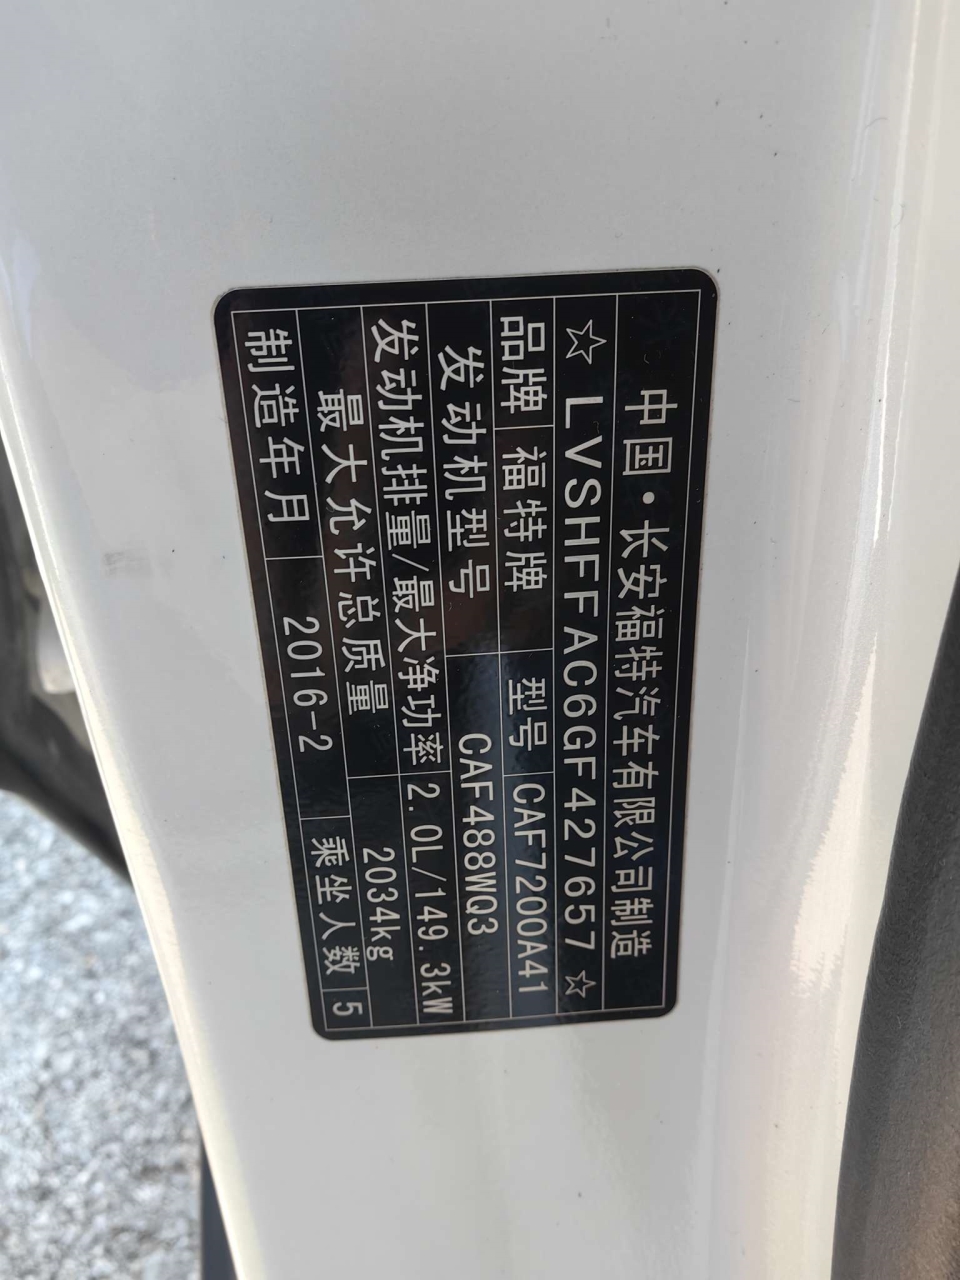 中国·长安福特汽车有限公司制造
☆LVSHFFAC6GF427657☆
品牌 福特牌 型号 CAF7200A41
发动机型号 CAF488WQ3
发动机排量/最大净功率 2.0L/149.3kW
最大允许总质量 2034kg
制造年月 2016-2 乘坐人数 5